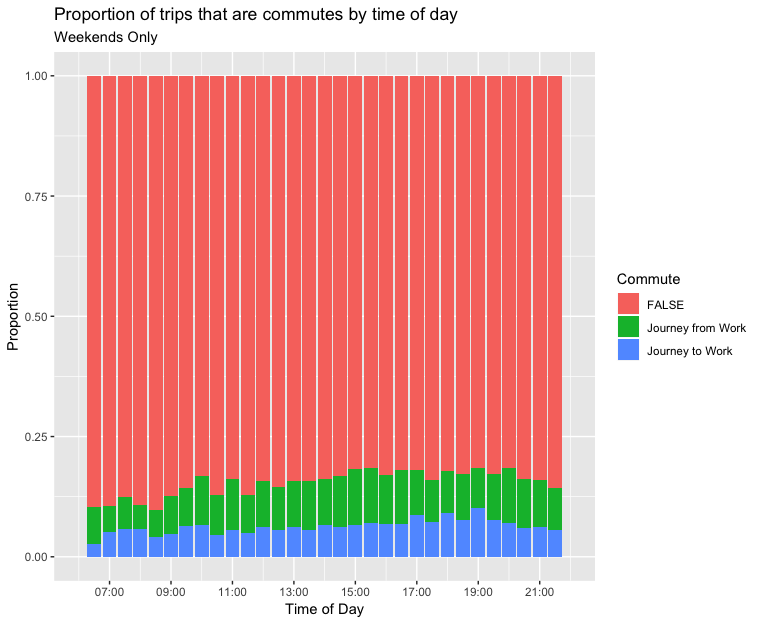 Proportion of trips that are commutes by time of day
Weekends Only
1.00
0.75
0.50
0.25
0.00
Proportion
07:00 09:00 11:00 13:00 15:00 17:00 19:00 21:00
Time of Day
Commute
FALSE
Journey from Work
Journey to Work